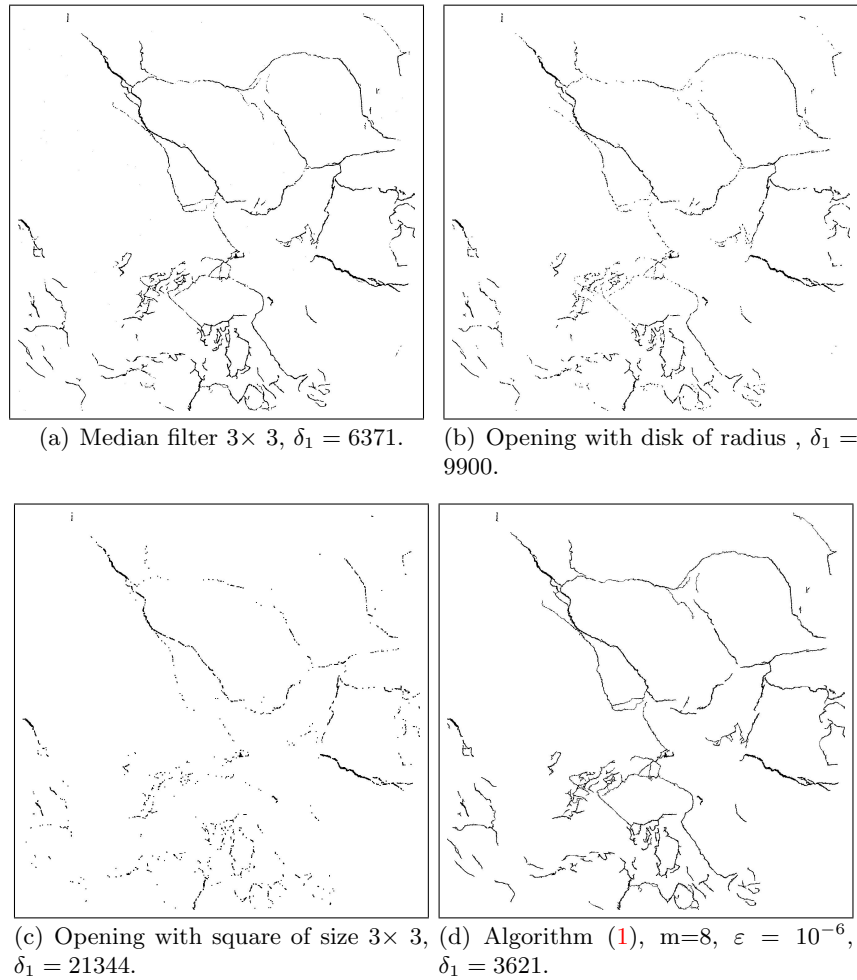 (a) Median filter 3× 3, δ₁ = 6371.
(b) Opening with disk of radius , δ₁ =
9900.
(c) Opening with square of size 3× 3,
δ₁ = 21344.
(d) Algorithm (1), m=8, ε = 10⁻⁶,
δ₁ = 3621.